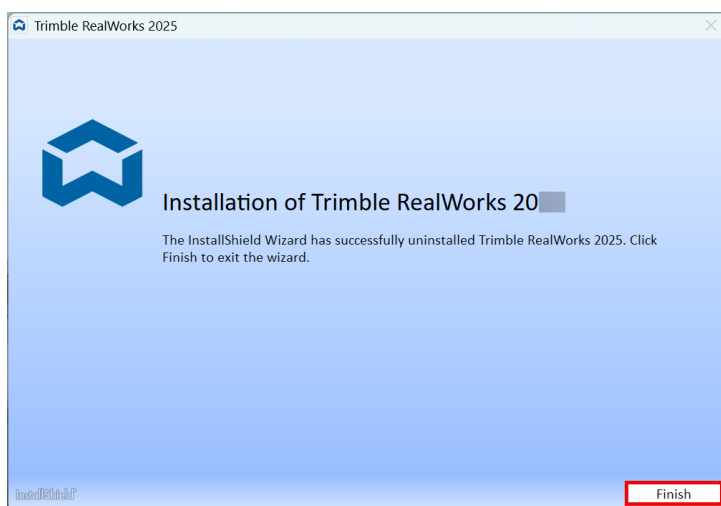 Trimble RealWorks 2025
Installation of Trimble RealWorks 20
The InstallShield Wizard has successfully uninstalled Trimble RealWorks 2025. Click
Finish to exit the wizard.
InstallShield
Finish